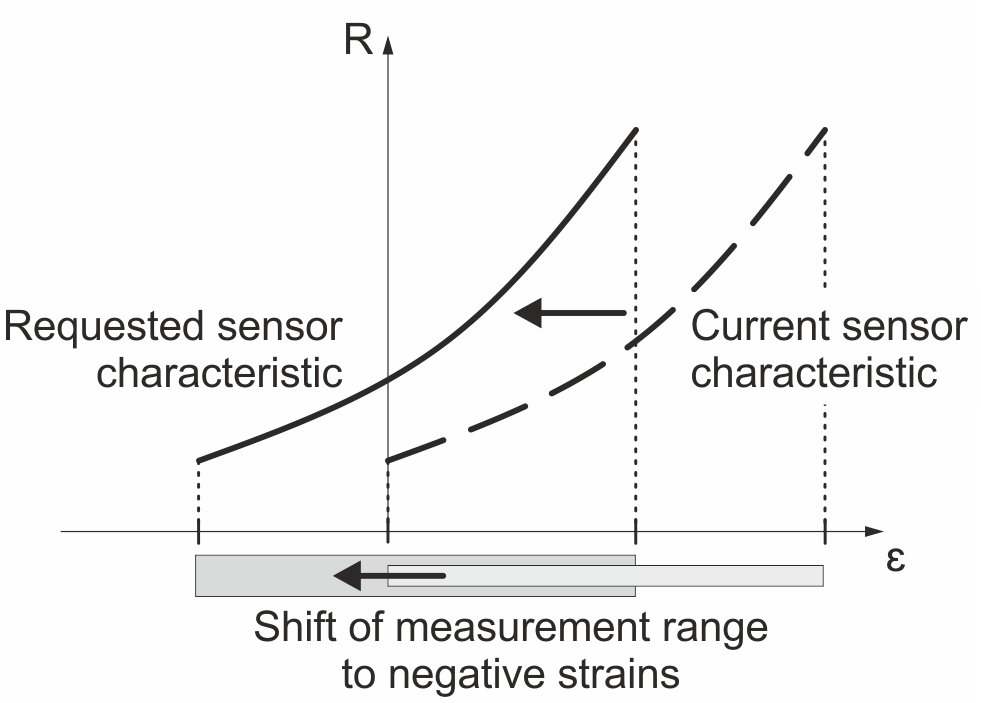 R
Requested sensor
characteristic
Current sensor
characteristic
ε
Shift of measurement range
to negative strains